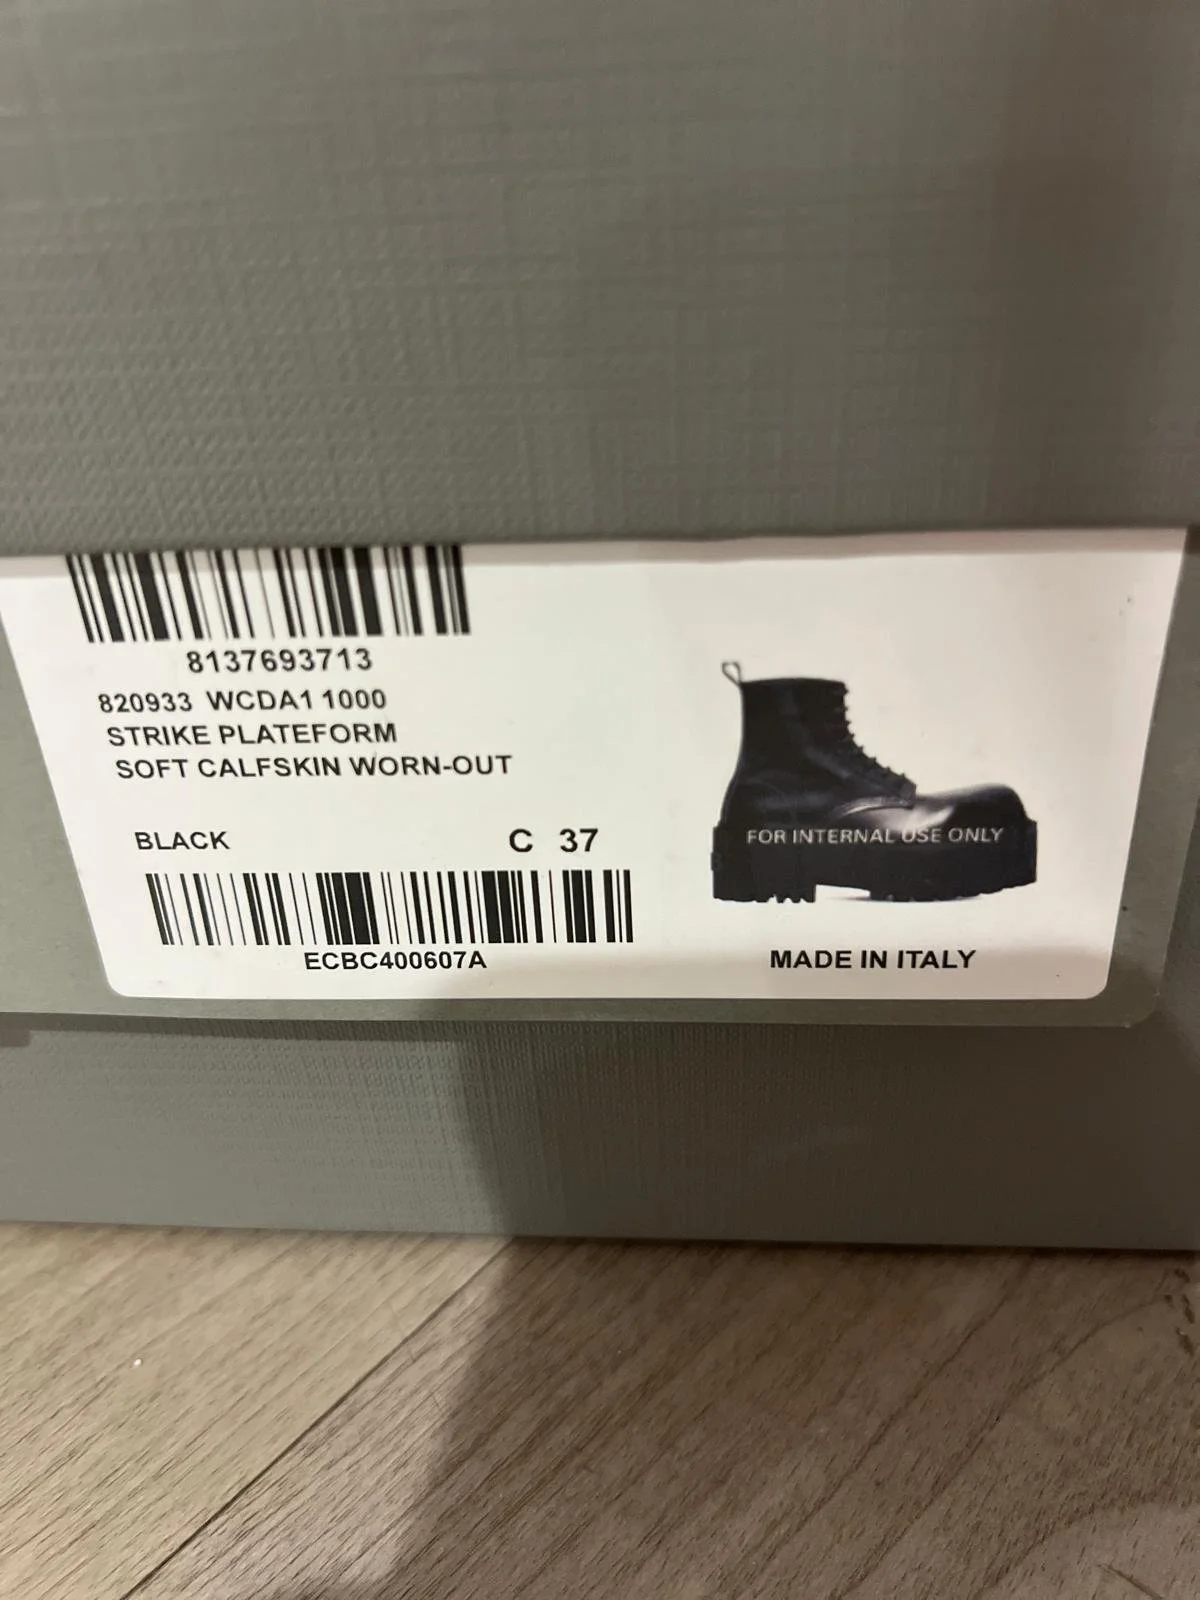 8137693713
820933 WCDA1 1000
STRIKE PLATEFORM
SOFT CALFSKIN WORN-OUT
BLACK C 37
ECBC400607A
FOR INTERNAL USE ONLY
MADE IN ITALY